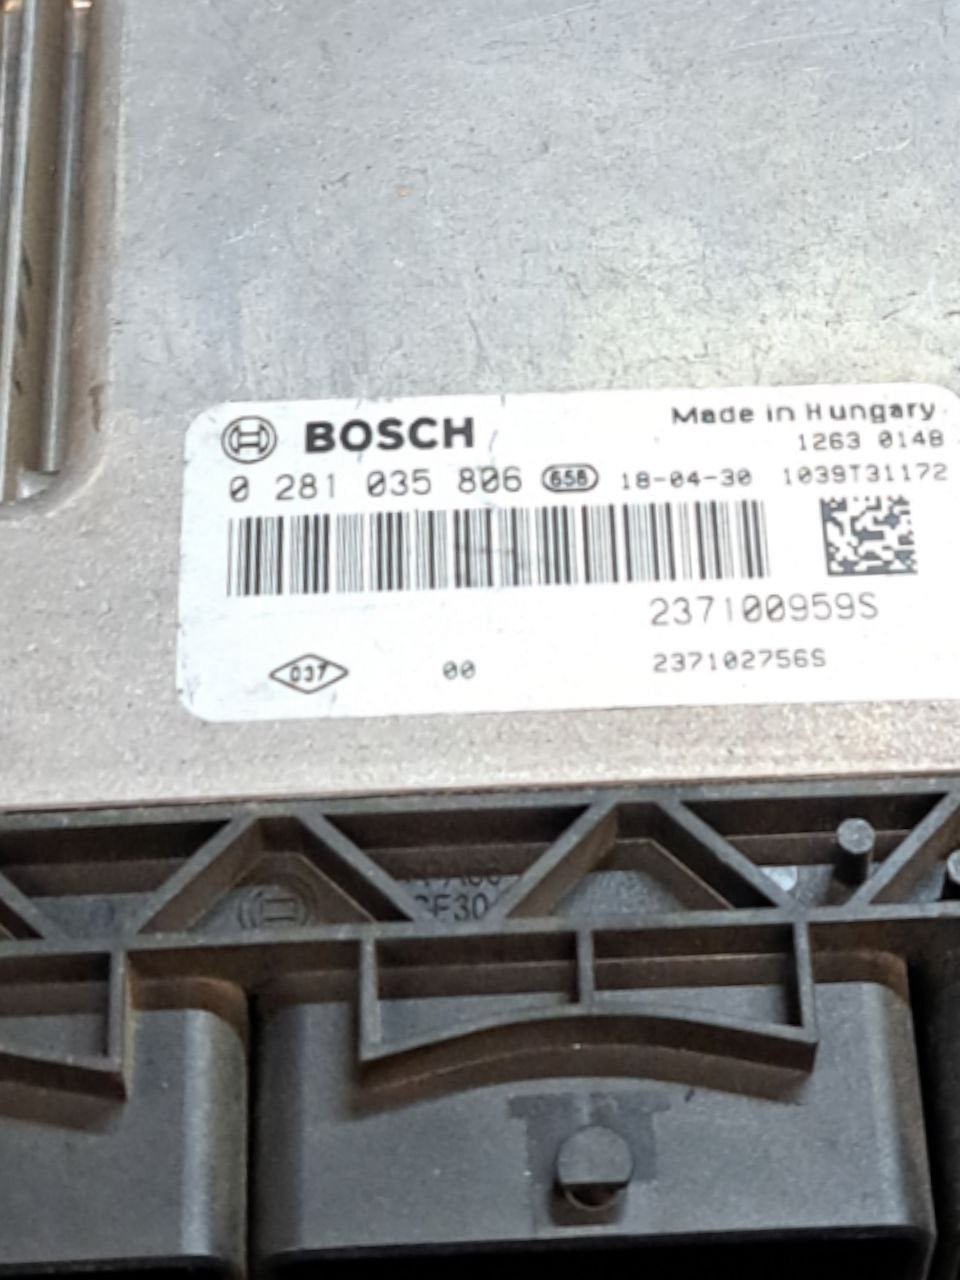 BOSCH
Made in Hungary
1263 0148
0 281 035 806 658 18-04-30 1039T31172
237100959S
037 00 237102756S